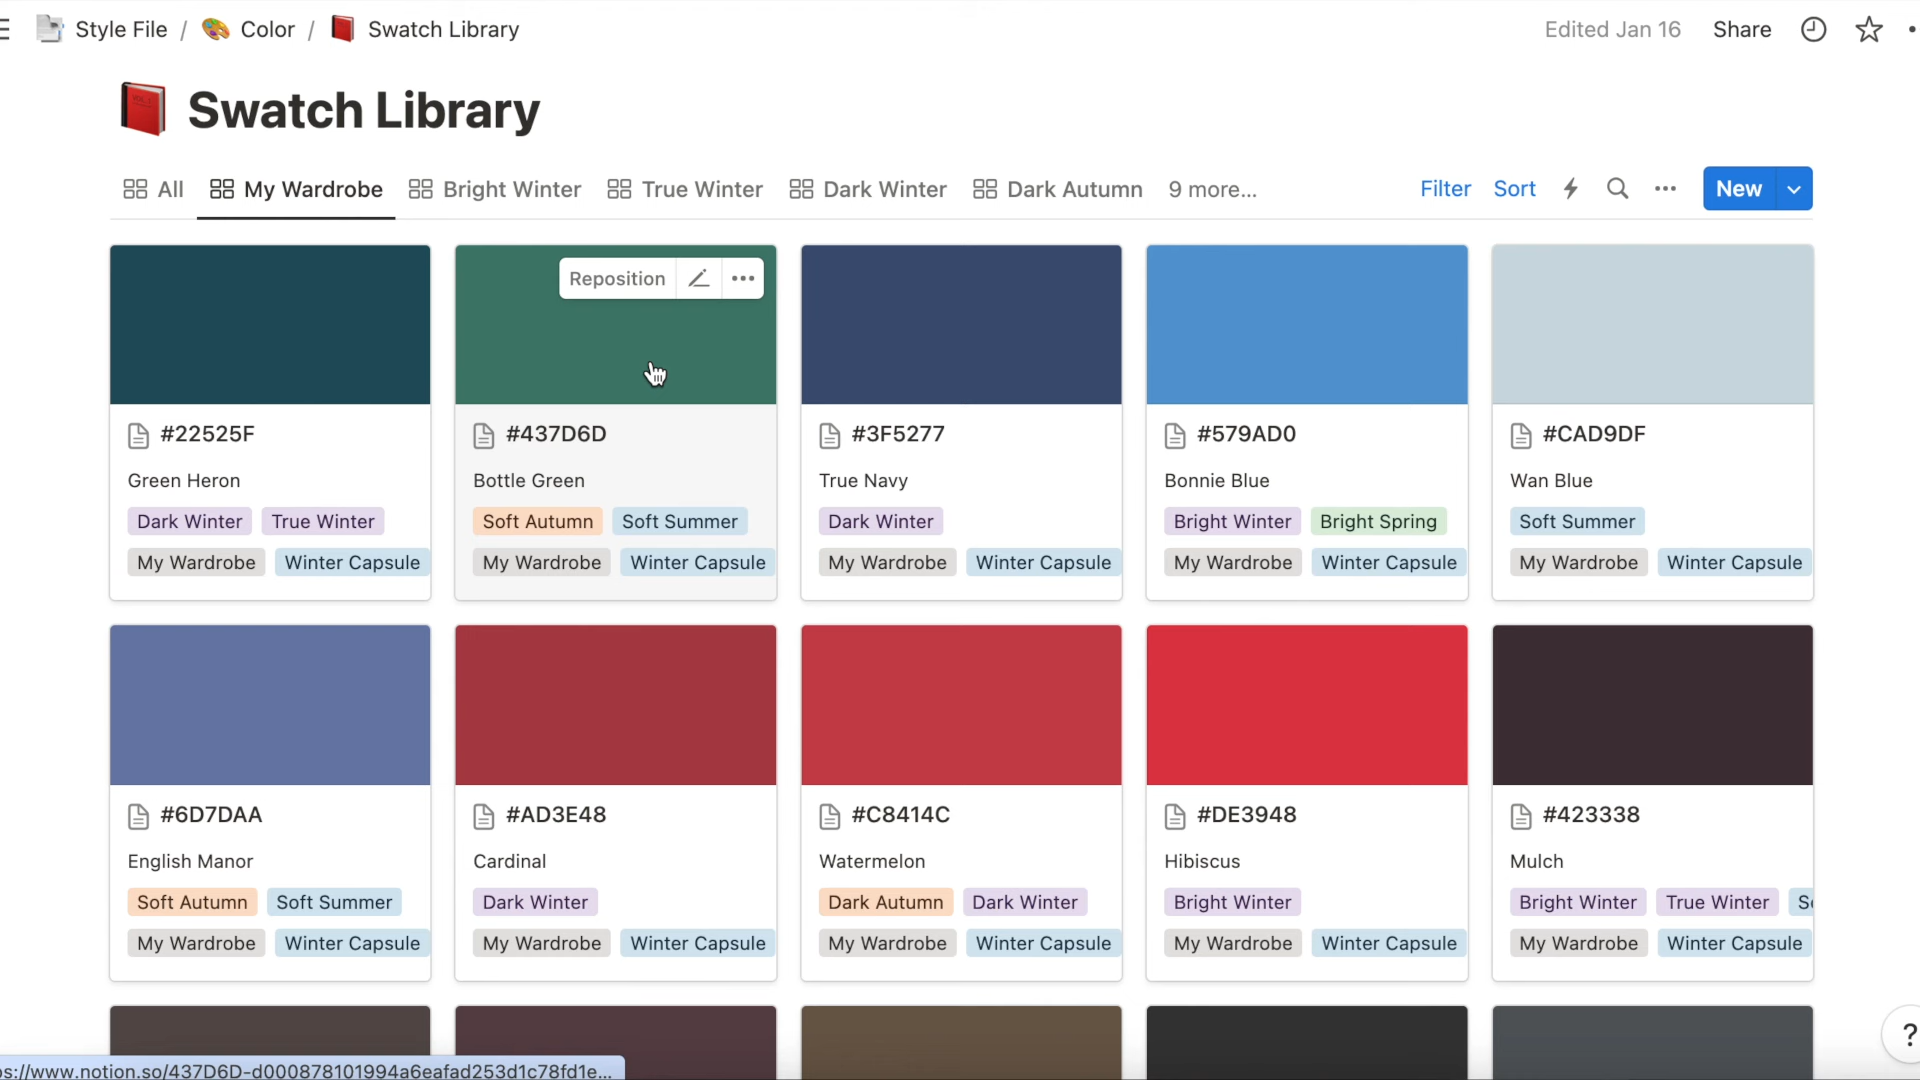 Style File / Color / Swatch Library
Edited Jan 16 Share
Swatch Library
All My Wardrobe Bright Winter True Winter Dark Winter Dark Autumn 9 more...
Filter Sort New
Reposition
#22525F #437D6D #3F5277 #579AD0 #CAD9DF
Green Heron Bottle Green True Navy Bonnie Blue Wan Blue
Dark Winter True Winter Soft Autumn Soft Summer Dark Winter Bright Winter Bright Spring Soft Summer
My Wardrobe Winter Capsule My Wardrobe Winter Capsule My Wardrobe Winter Capsule My Wardrobe Winter Capsule My Wardrobe Winter Capsule
#6D7DAA #AD3E48 #C8414C #DE3948 #423338
English Manor Cardinal Watermelon Hibiscus Mulch
Soft Autumn Soft Summer Dark Winter Dark Autumn Dark Winter Bright Winter Bright Winter True Winter
My Wardrobe Winter Capsule My Wardrobe Winter Capsule My Wardrobe Winter Capsule My Wardrobe Winter Capsule My Wardrobe Winter Capsule
?
ps://www.notion.so/437D6D-d000878101994a6eafad253d1c78fd1e...